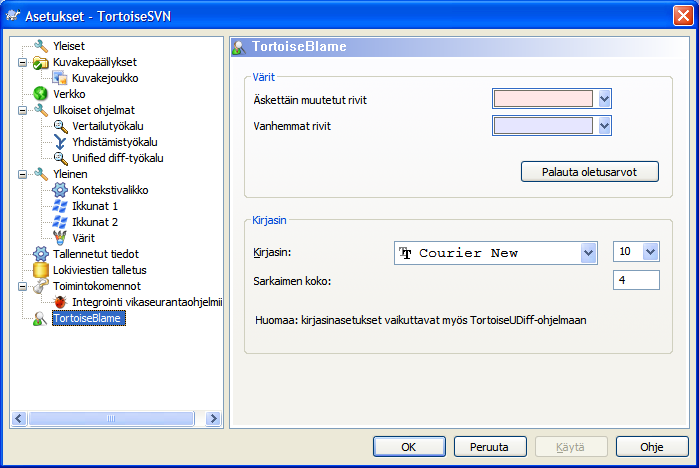 Asetukset - TortoiseSVN
Yleiset
Kuvakepäällykset
Kuvakejoukko
Verkko
Ulkoiset ohjelmat
Vertailutyökalu
Yhdistämistyökalu
Unified diff-työkalu
Yleinen
Kontekstivalikko
Ikkunat 1
Ikkunat 2
Värit
Tallennetut tiedot
Lokiviestien talletus
Toimintokomennot
Integrointi vikaseurantaohjelmii
TortoiseBlame
TortoiseBlame
Värit
Äskettäin muutetut rivit
Vanhemmat rivit
Palauta oletusarvot
Kirjasin
Kirjasin: Courier New 10
Sarkaimen koko: 4
Huomaa: kirjasinasetukset vaikuttavat myös TortoiseUDiff-ohjelmaan
OK Peruuta Käytä Ohje